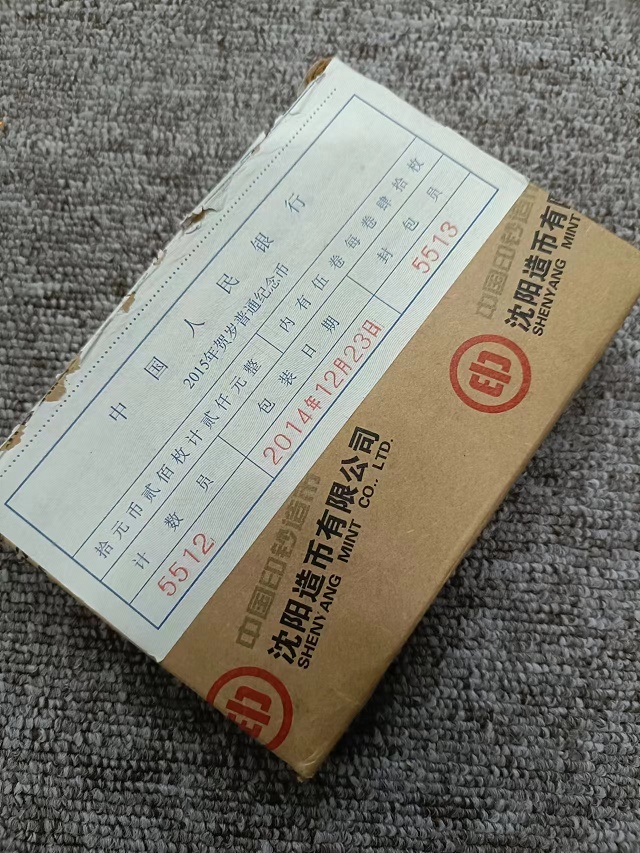 中国人民银行
2015年贺岁普通纪念币
拾元币贰佰枚计贰仟元整 内有伍卷每卷肆拾枚
计数员 包装日期 封包员
5512 2014年12月23日 5513
中国印钞造币
沈阳造币有限公司
SHENYANG MINT CO., LTD.
中国印钞造
沈阳造币有
SHENYANG MINT